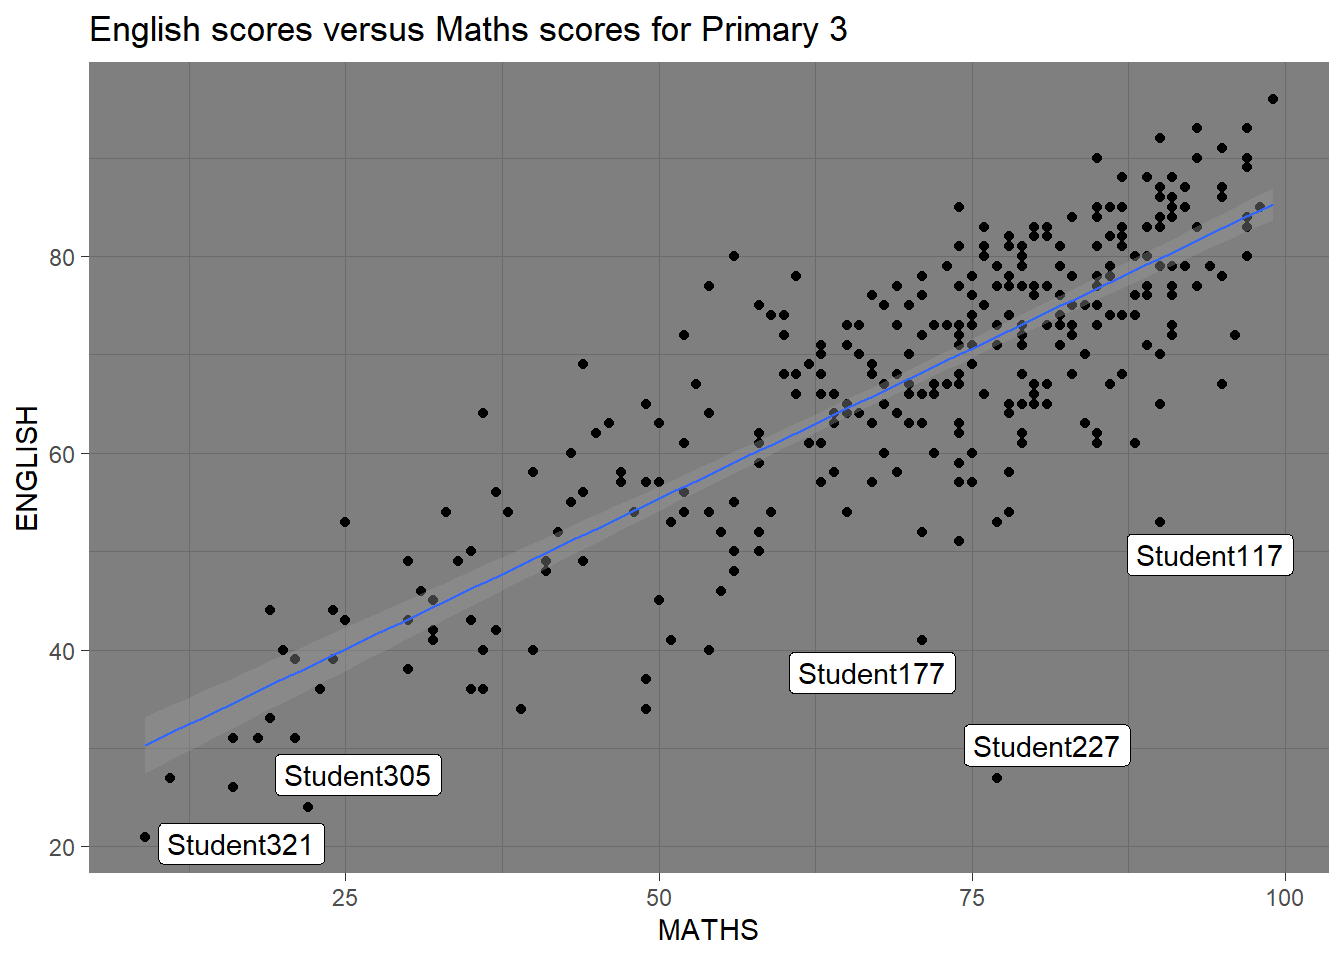 English scores versus Maths scores for Primary 3
ENGLISH
80
60
40
20
Student117
Student177
Student227
Student305
Student321
25 50 75 100
MATHS